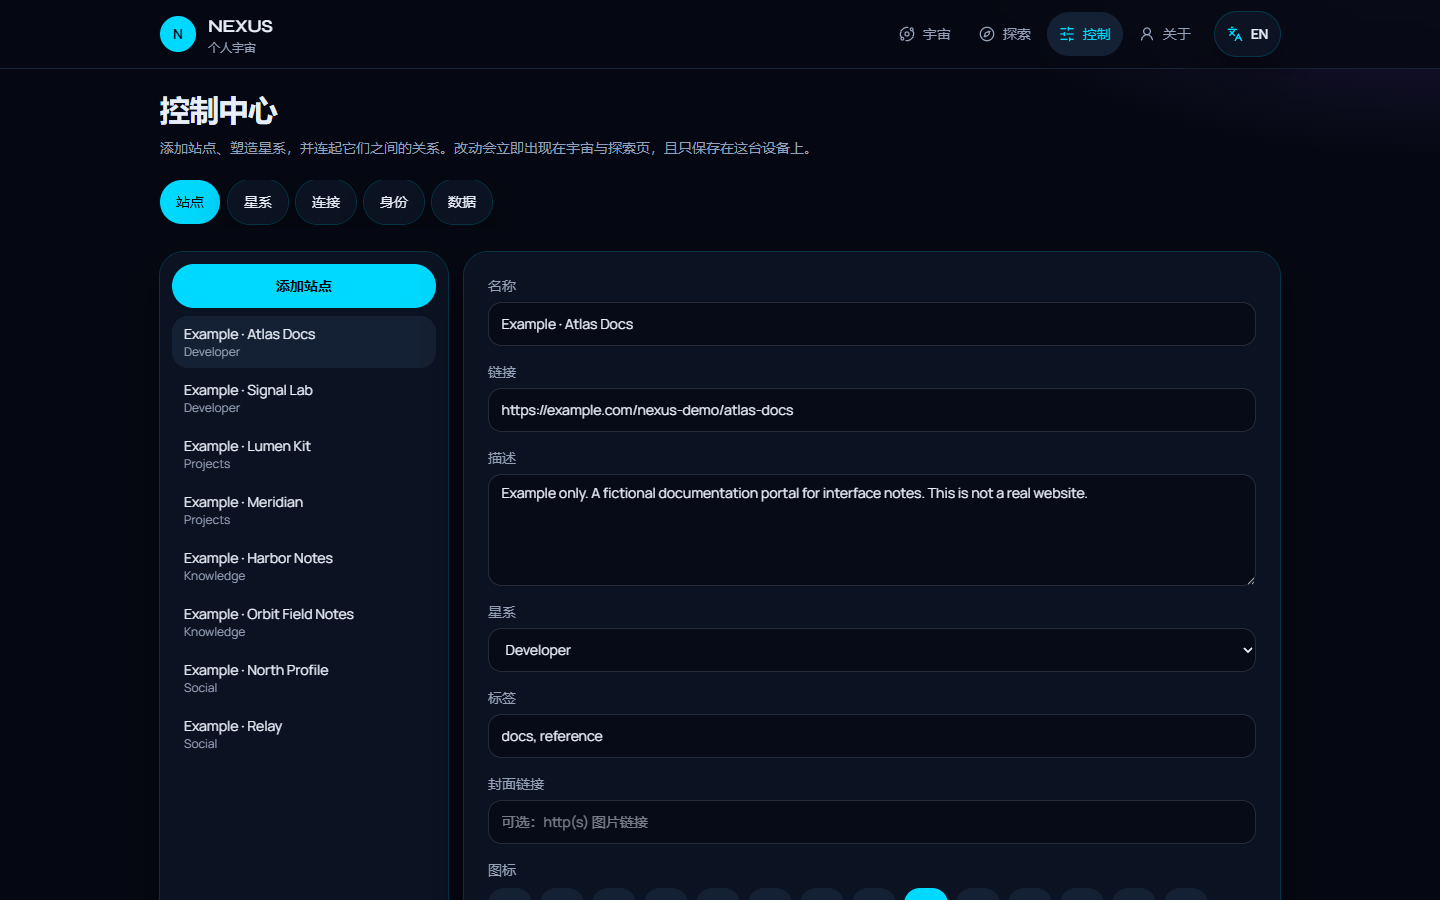 N
NEXUS
个人宇宙
宇宙
探索
控制
关于
EN
控制中心
添加站点、塑造星系，并连起它们之间的关系。改动会立即出现在宇宙与探索页，且只保存在这台设备上。
站点
星系
连接
身份
数据
添加站点
Example · Atlas Docs
Developer
Example · Signal Lab
Developer
Example · Lumen Kit
Projects
Example · Meridian
Projects
Example · Harbor Notes
Knowledge
Example · Orbit Field Notes
Knowledge
Example · North Profile
Social
Example · Relay
Social
名称
Example · Atlas Docs
链接
https://example.com/nexus-demo/atlas-docs
描述
Example only. A fictional documentation portal for interface notes. This is not a real website.
星系
Developer
标签
docs, reference
封面链接
可选：http(s) 图片链接
图标